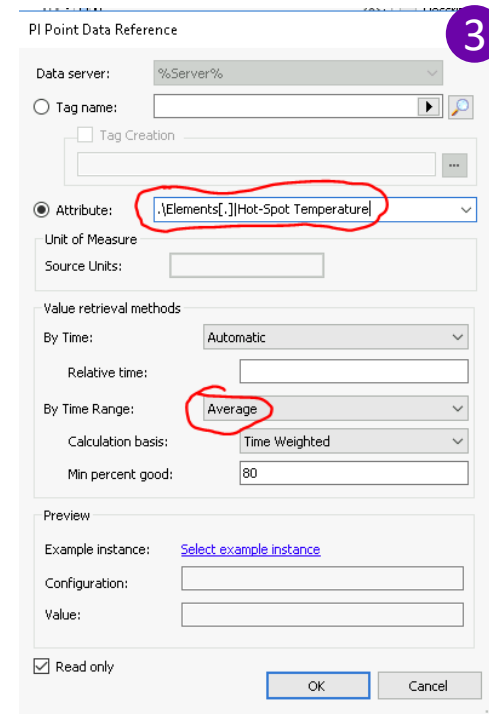 PI Point Data Reference
3
Data server: %Server%
Tag name:
Tag Creation
...
Attribute: .\Elements[.]|Hot-Spot Temperature
Unit of Measure
Source Units:
Value retrieval methods
By Time: Automatic
Relative time:
By Time Range: Average
Calculation basis: Time Weighted
Min percent good: 80
Preview
Example instance: Select example instance
Configuration:
Value:
Read only
OK Cancel